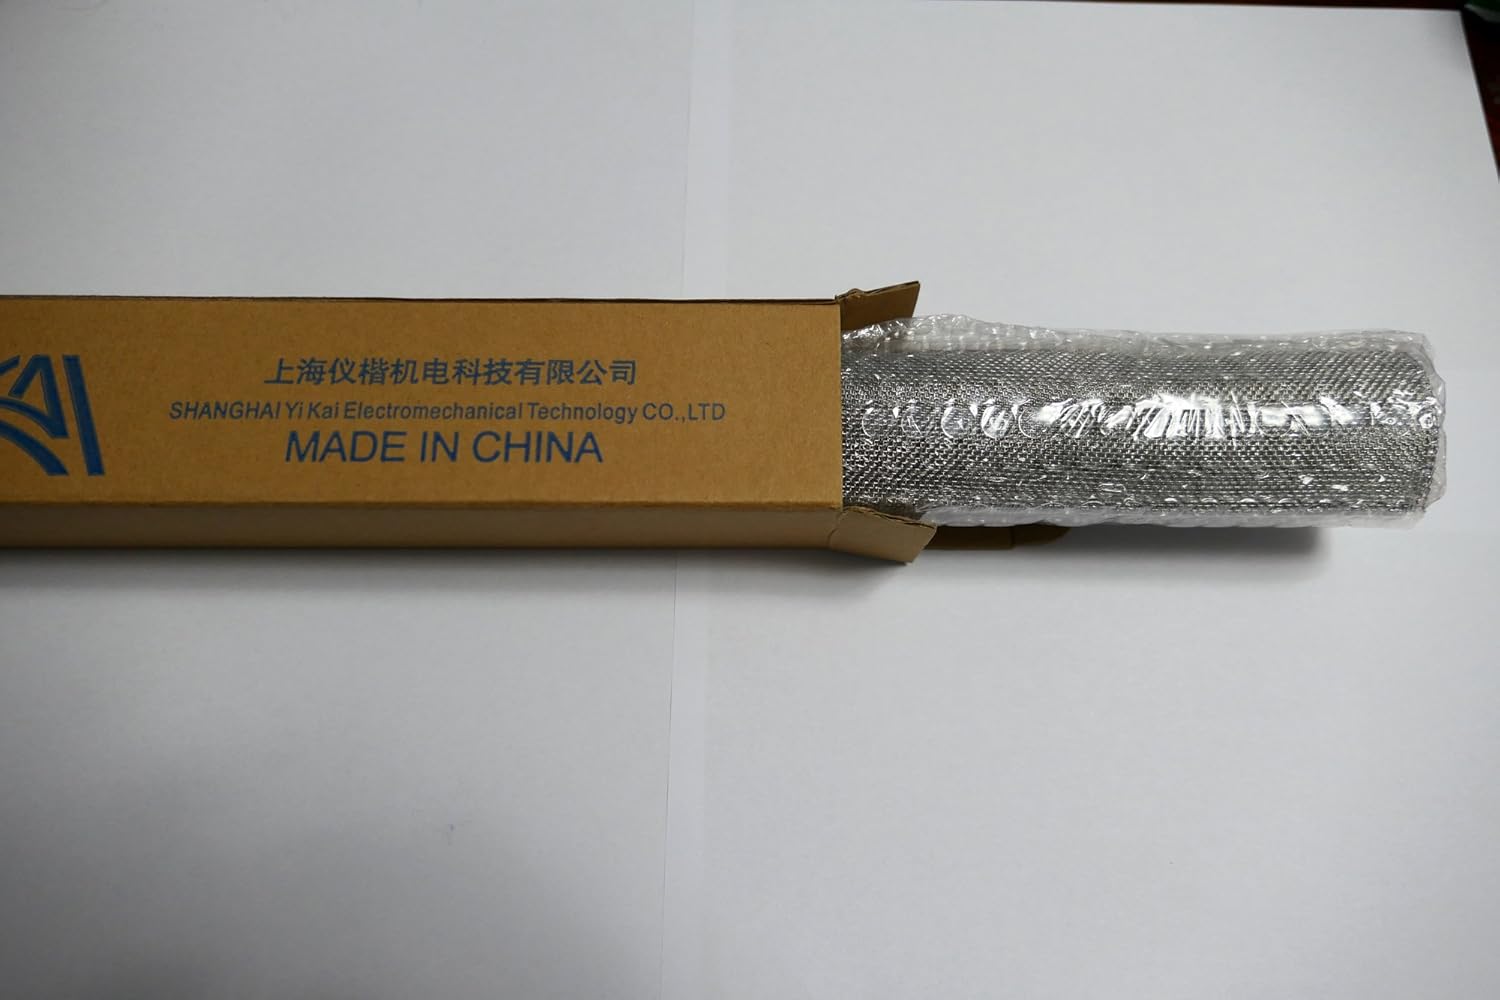 上海仪楷机电科技有限公司
SHANGHAI Yi Kai Electromechanical Technology CO.,LTD
MADE IN CHINA